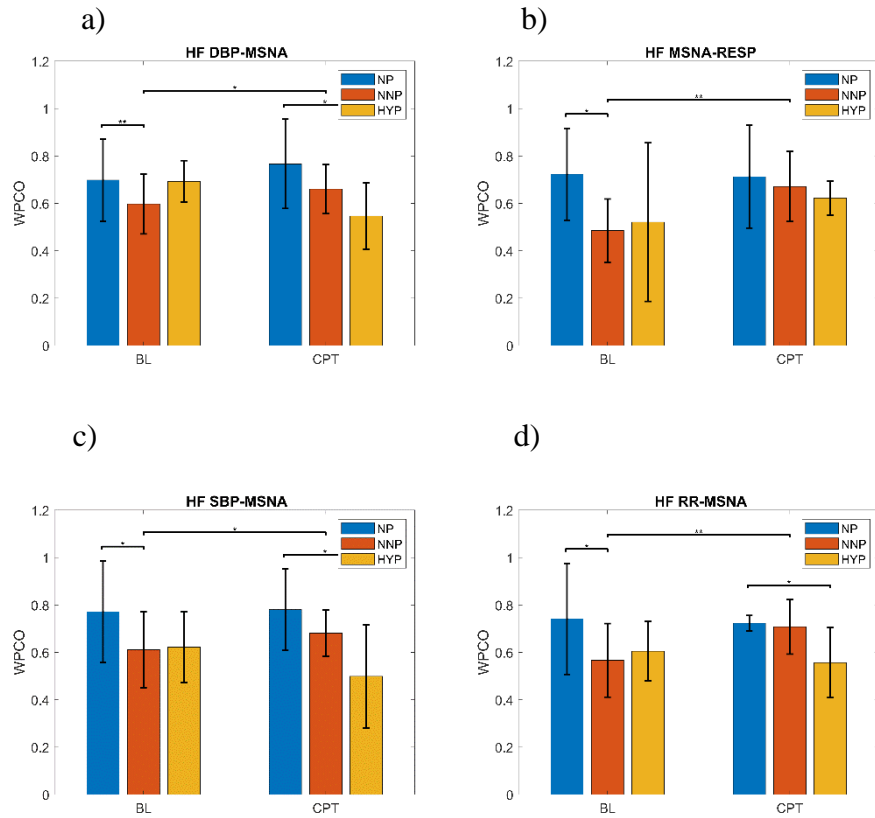 a)
HF DBP-MSNA
1.2
1
0.8
0.6
0.4
0.2
0
WPCO
NP
NNP
HYP
*
*
**
BL
CPT
b)
HF MSNA-RESP
1.2
1
0.8
0.6
0.4
0.2
0
WPCO
NP
NNP
HYP
**
*
BL
CPT
c)
HF SBP-MSNA
1.2
1
0.8
0.6
0.4
0.2
0
WPCO
NP
NNP
HYP
*
*
*
BL
CPT
d)
HF RR-MSNA
1.2
1
0.8
0.6
0.4
0.2
0
WPCO
NP
NNP
HYP
**
*
*
BL
CPT